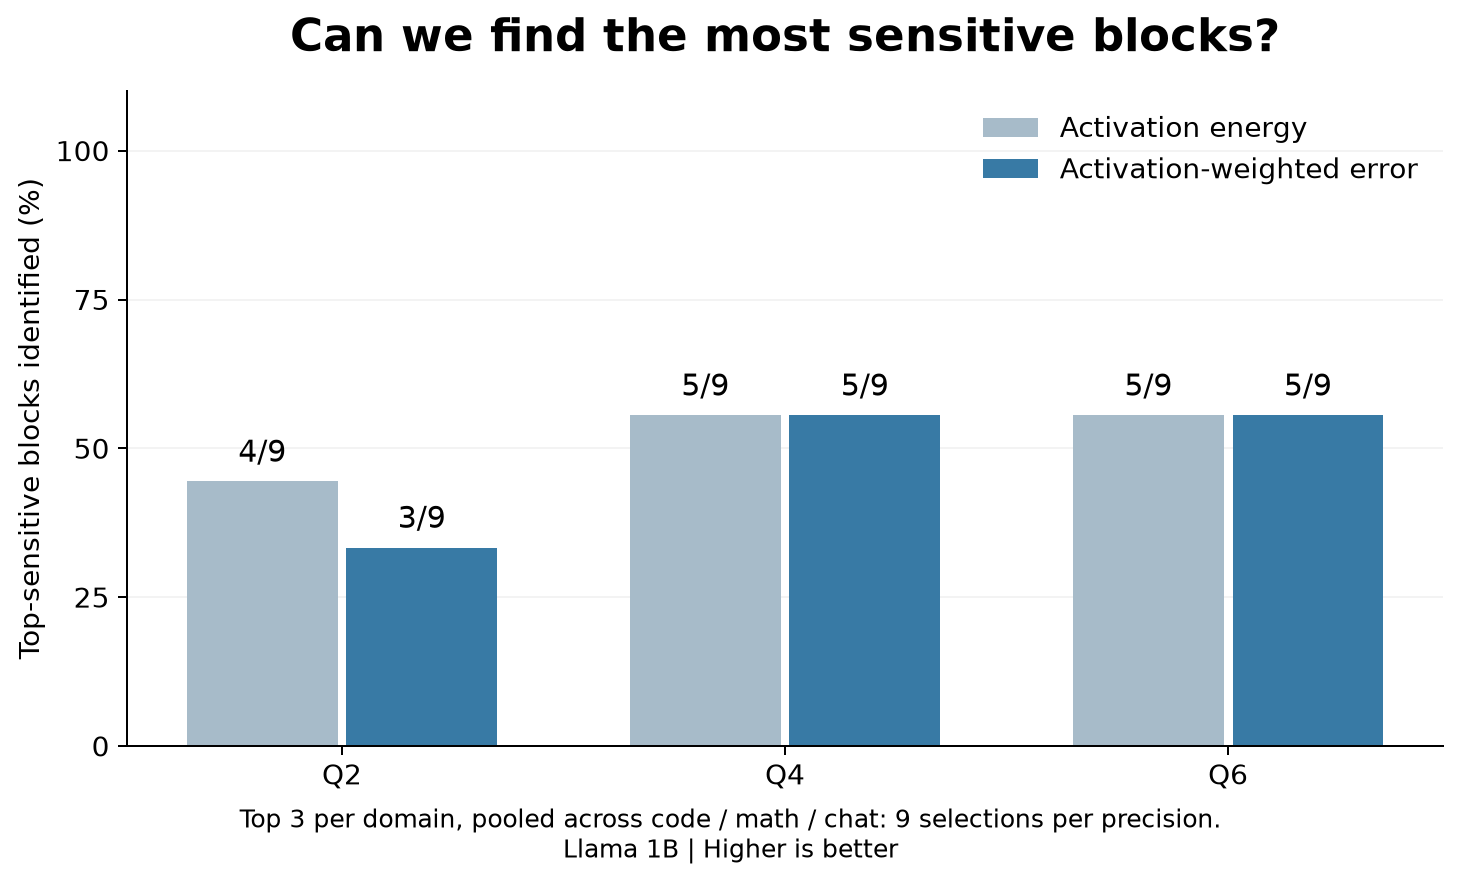 Can we find the most sensitive blocks?
Activation energy
Activation-weighted error
Top-sensitive blocks identified (%)
100
75
50
25
0
4/9
3/9
5/9
5/9
5/9
5/9
Q2
Q4
Q6
Top 3 per domain, pooled across code / math / chat: 9 selections per precision.
Llama 1B | Higher is better